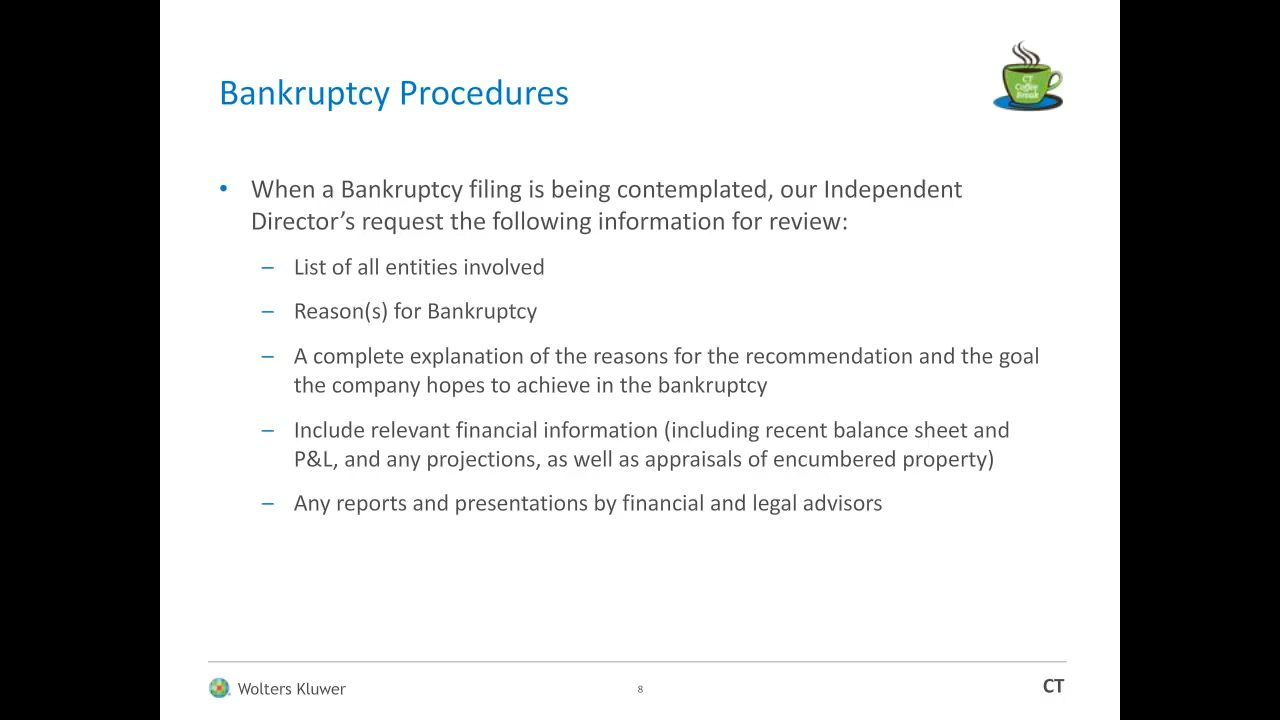 CT
Coffee
Break
Bankruptcy Procedures
• When a Bankruptcy filing is being contemplated, our Independent
Director’s request the following information for review:
– List of all entities involved
– Reason(s) for Bankruptcy
– A complete explanation of the reasons for the recommendation and the goal
the company hopes to achieve in the bankruptcy
– Include relevant financial information (including recent balance sheet and
P&L, and any projections, as well as appraisals of encumbered property)
– Any reports and presentations by financial and legal advisors
Wolters Kluwer
8
CT